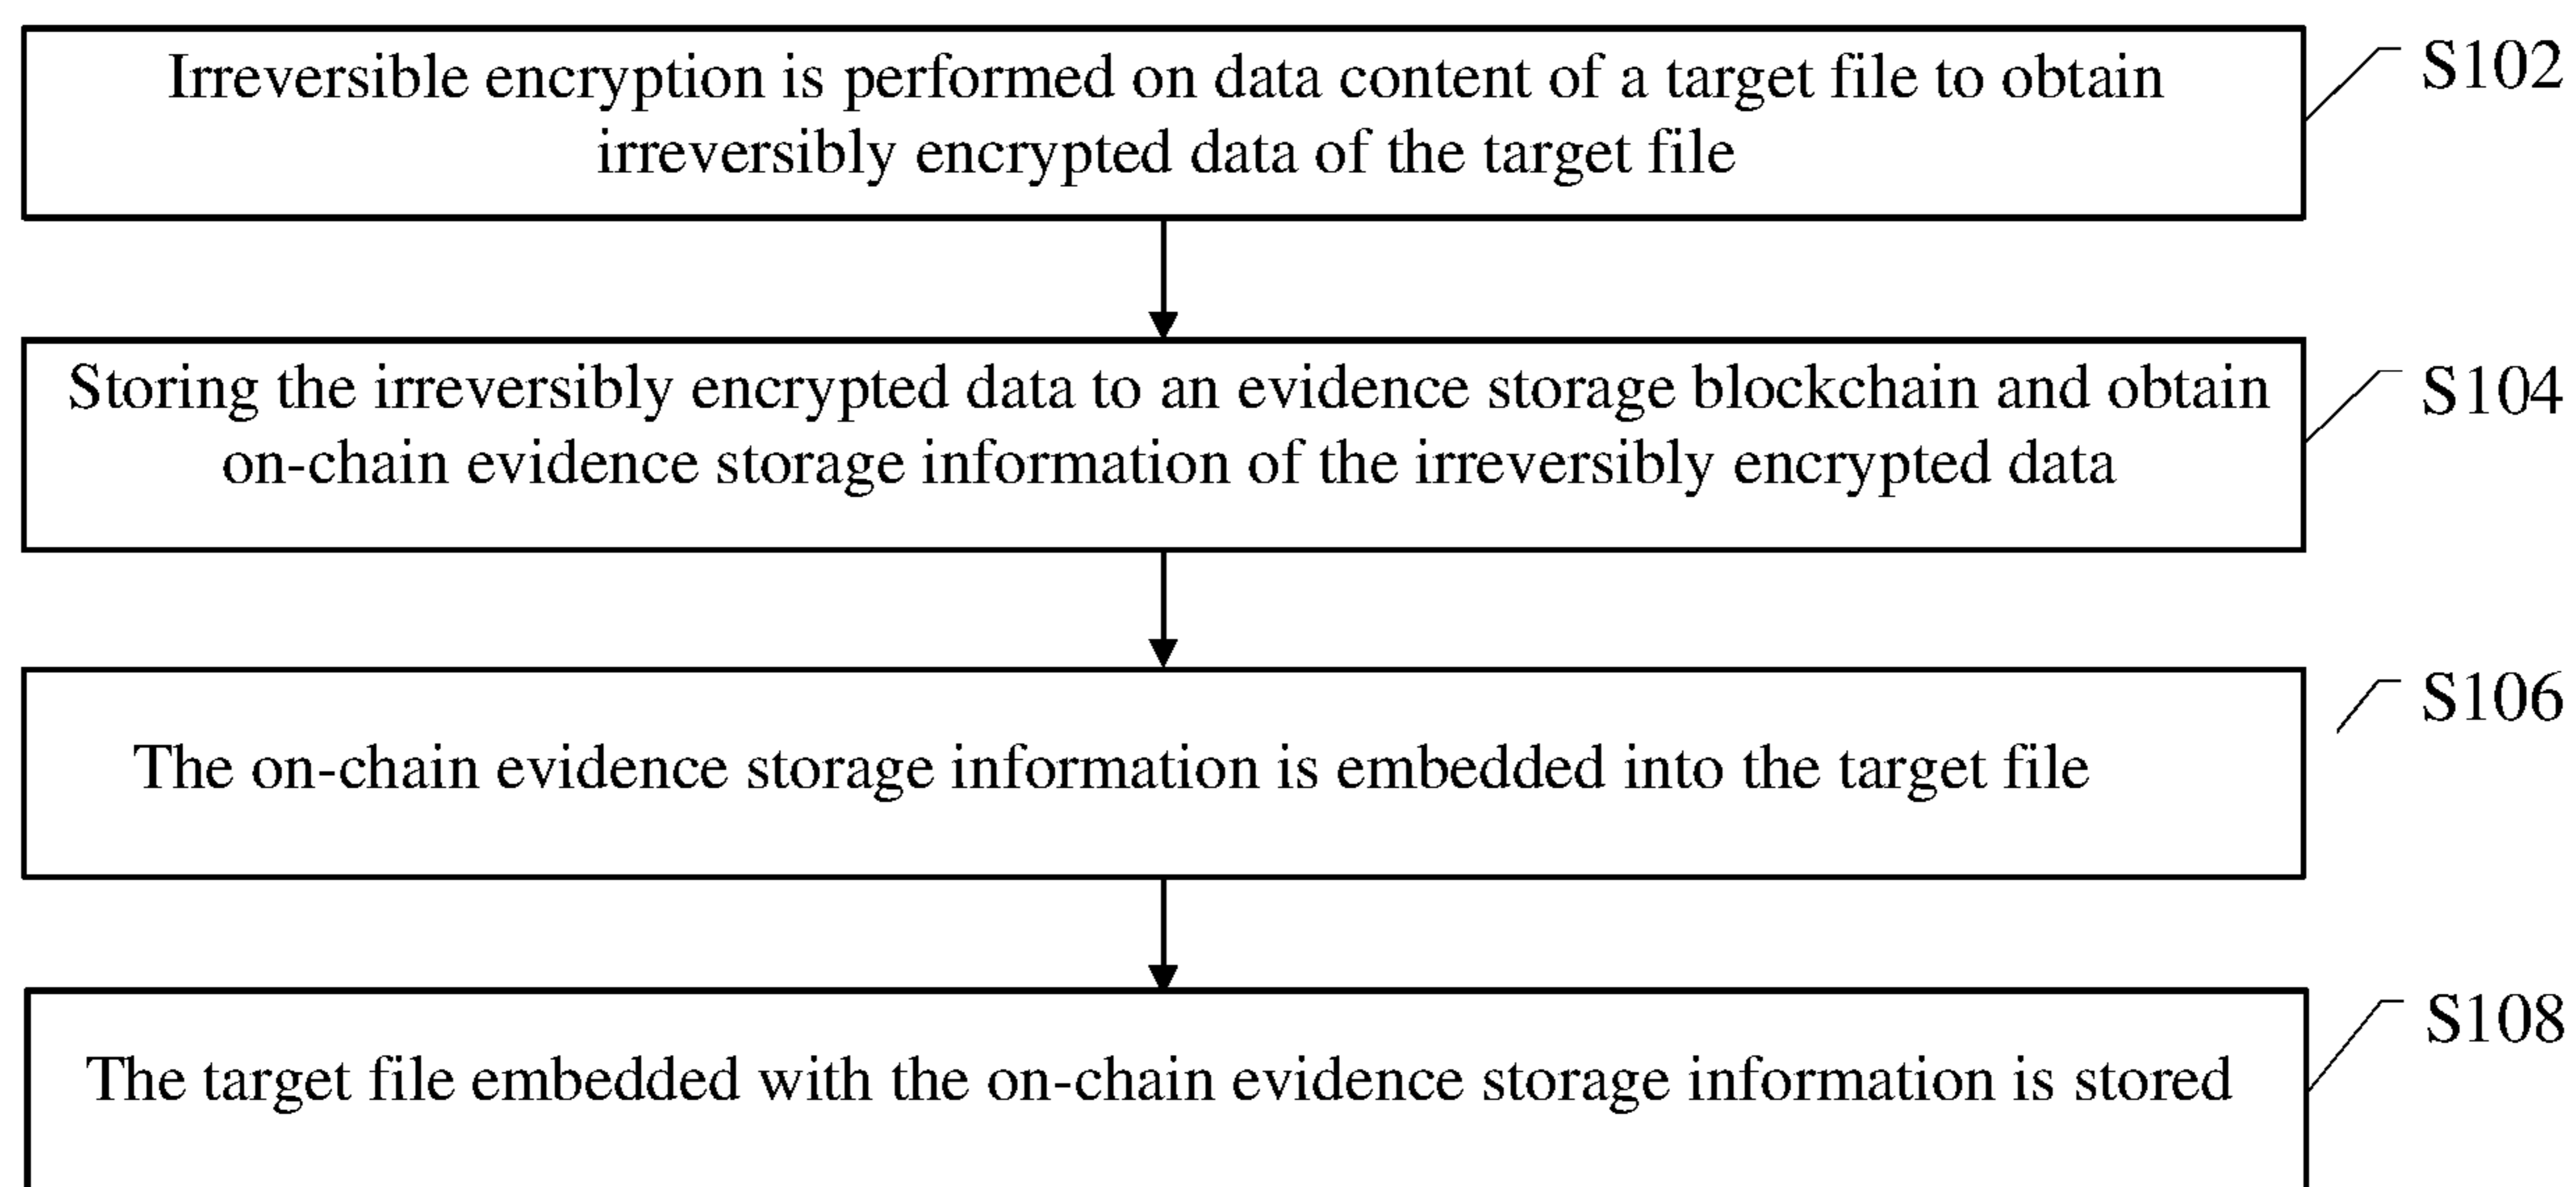 Irreversible encryption is performed on data content of a target file to obtain
irreversibly encrypted data of the target file
S102
Storing the irreversibly encrypted data to an evidence storage blockchain and obtain
on-chain evidence storage information of the irreversibly encrypted data
S104
The on-chain evidence storage information is embedded into the target file
S106
The target file embedded with the on-chain evidence storage information is stored
S108